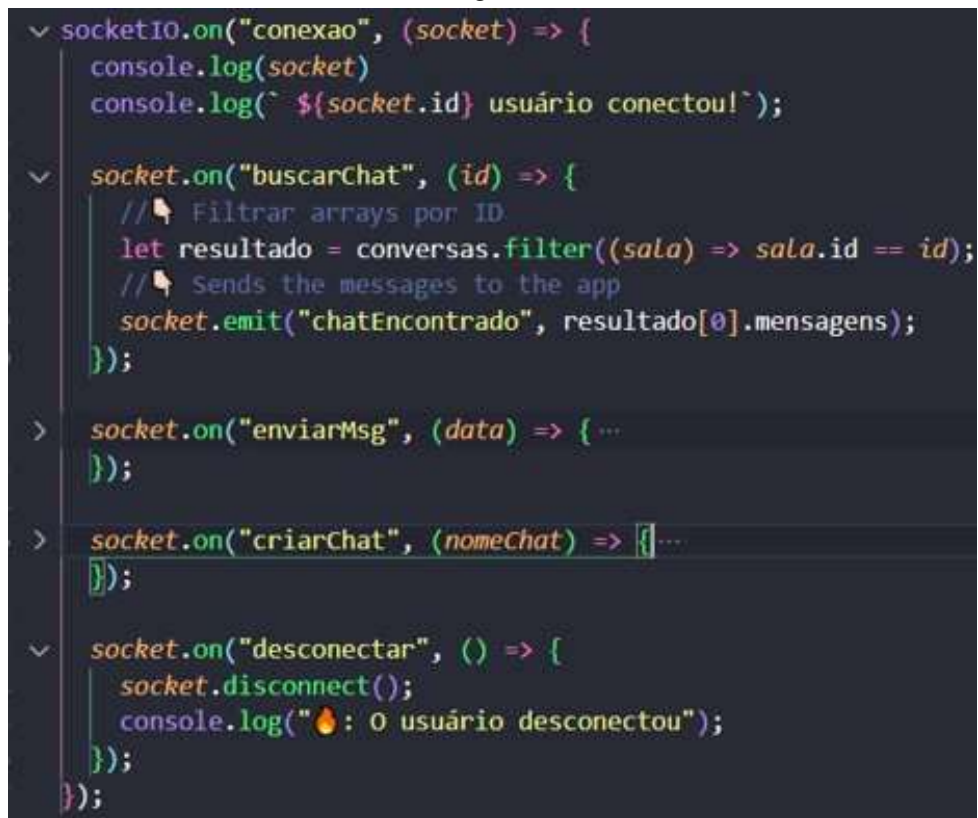 socketIO.on("conexao", (socket) => {
console.log(socket)
console.log(` ${socket.id} usuário conectou!`);
socket.on("buscarChat", (id) => {
//👇🏻 Filtrar arrays por ID
let resultado = conversas.filter((sala) => sala.id == id);
//👇🏻 Sends the messages to the app
socket.emit("chatEncontrado", resultado[0].mensagens);
});
socket.on("enviarMsg", (data) => { ···
});
socket.on("criarChat", (nomeChat) => { ···
});
socket.on("desconectar", () => {
socket.disconnect();
console.log("🔥: O usuário desconectou");
});
});